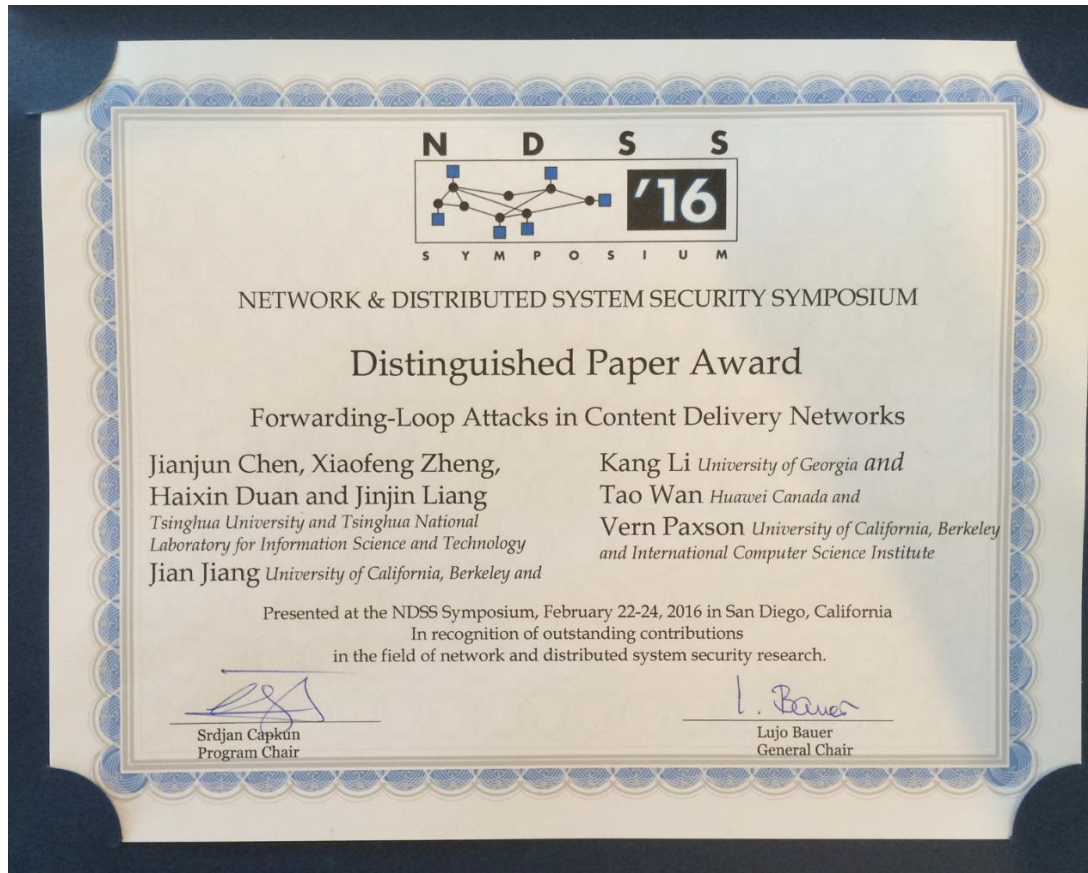 N D S S
'16
S Y M P O S I U M
NETWORK & DISTRIBUTED SYSTEM SECURITY SYMPOSIUM
Distinguished Paper Award
Forwarding-Loop Attacks in Content Delivery Networks
Jianjun Chen, Xiaofeng Zheng,
Haixin Duan and Jinjin Liang
Tsinghua University and Tsinghua National
Laboratory for Information Science and Technology
Jian Jiang University of California, Berkeley and
Kang Li University of Georgia and
Tao Wan Huawei Canada and
Vern Paxson University of California, Berkeley
and International Computer Science Institute
Presented at the NDSS Symposium, February 22-24, 2016 in San Diego, California
In recognition of outstanding contributions
in the field of network and distributed system security research.
Srdjan Capkun
Program Chair
L. Bauer
Lujo Bauer
General Chair